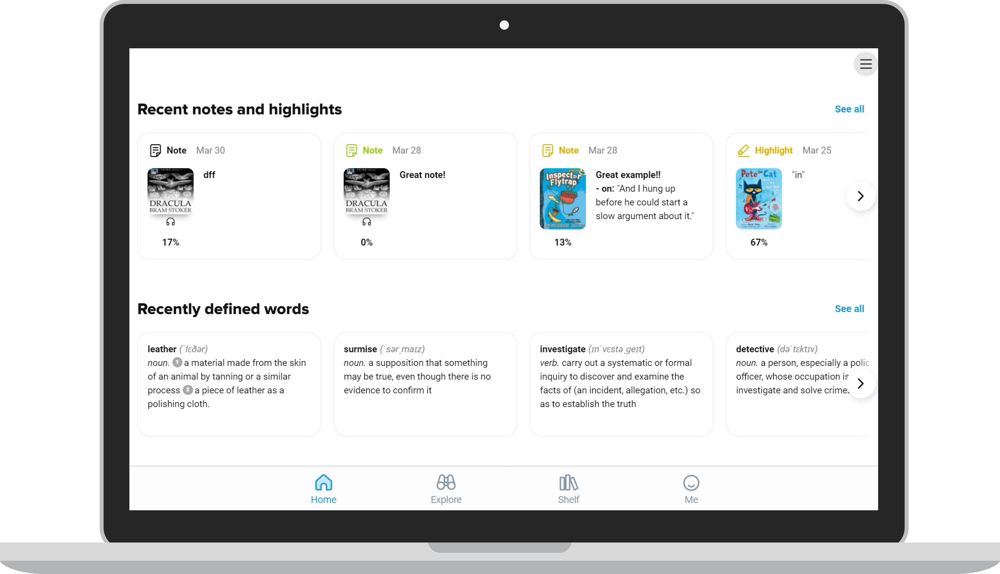 Recent notes and highlights
See all
Note Mar 30
DRACULA
BRAM STOKER
dff
17%
Note Mar 28
DRACULA
BRAM STOKER
Great note!
0%
Note Mar 28
Inspector
Flytrap
TOM ANGLEBERGER
Great example!!
- on: "And I hung up
before he could start a
slow argument about it."
13%
Highlight Mar 25
Pete the Cat
"in"
67%
Recently defined words
See all
leather (ˈlɛðər)
noun. 1 a material made from the skin
of an animal by tanning or a similar
process 2 a piece of leather as a
polishing cloth.
surmise (ˈsərˌmaɪz)
noun. a supposition that something
may be true, even though there is no
evidence to confirm it
investigate (ɪnˈvɛstəˌɡeɪt)
verb. carry out a systematic or formal
inquiry to discover and examine the
facts of (an incident, allegation, etc.) so
as to establish the truth
detective (dəˈtɛktɪv)
noun. a person, especially a polic
officer, whose occupation is
investigate and solve crimes
Home
Explore
Shelf
Me